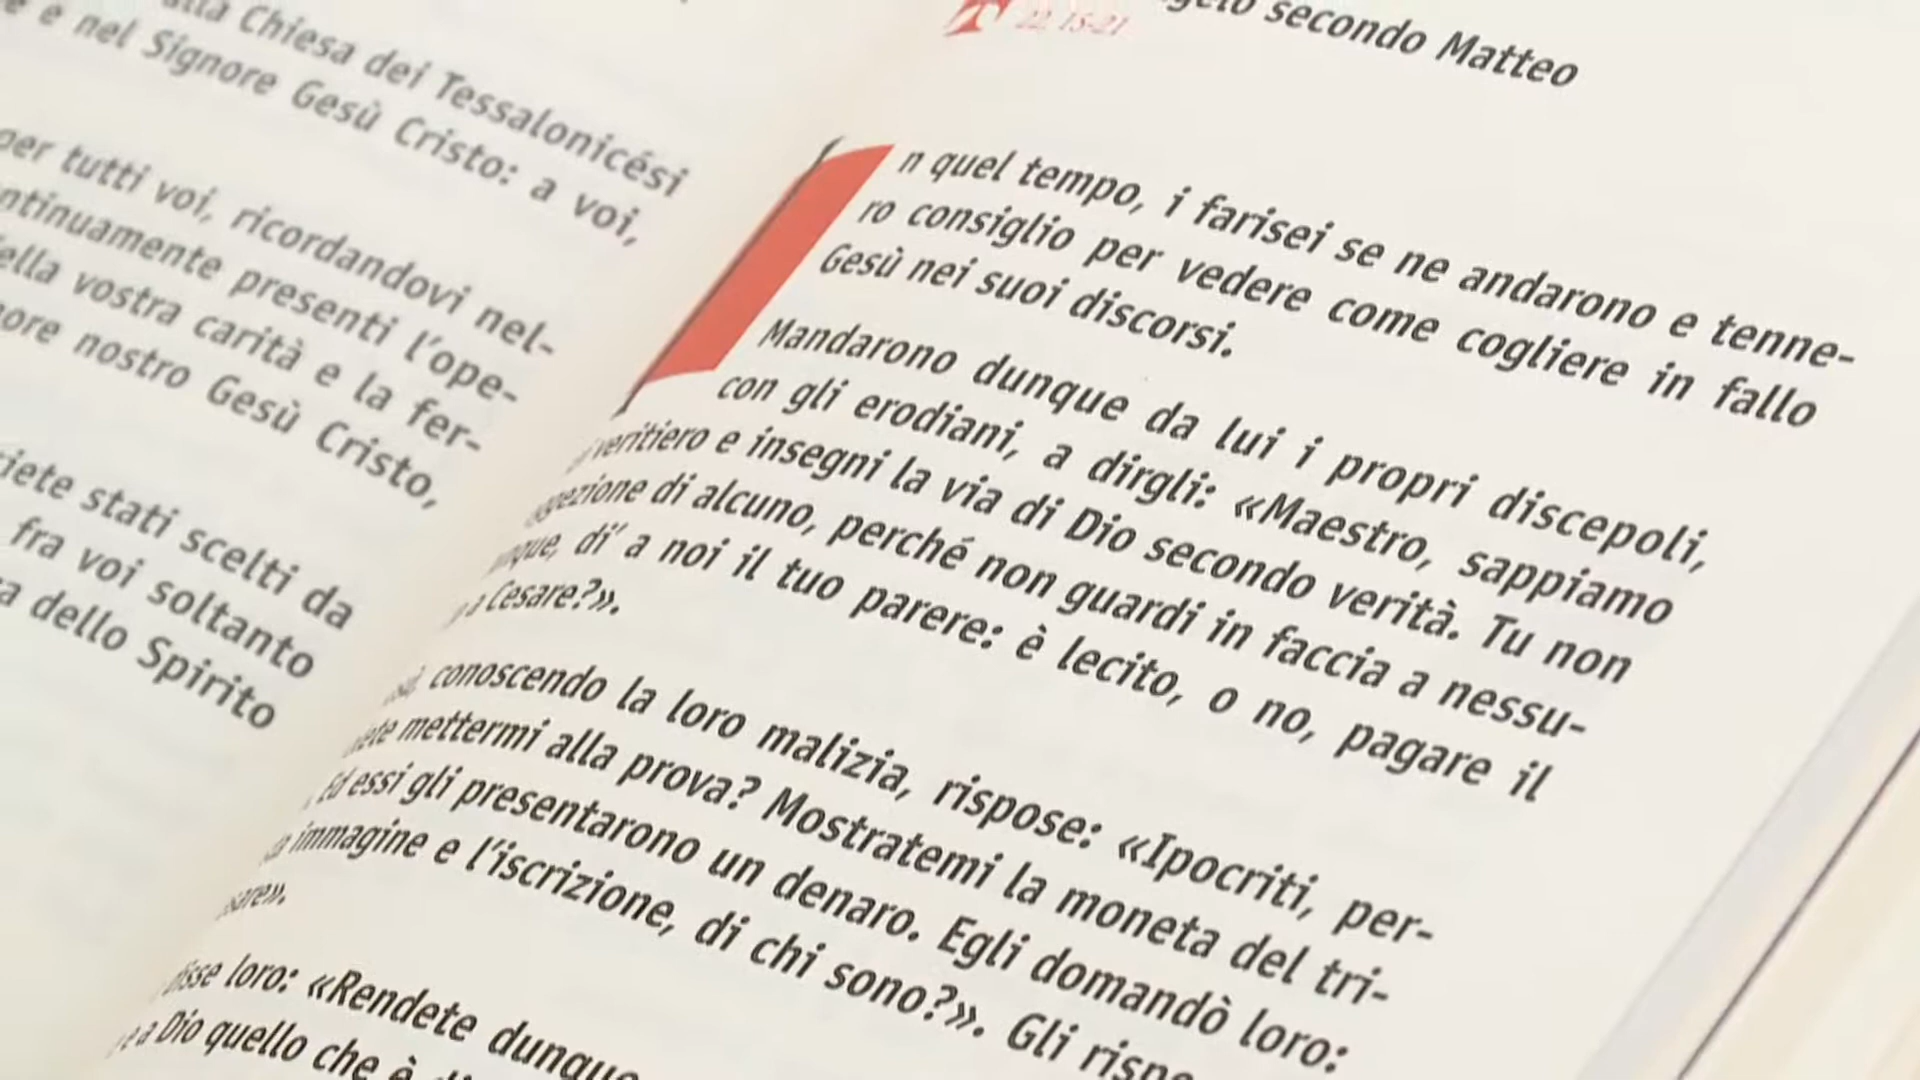 alla Chiesa dei Tessalonicési
e nel Signore Gesù Cristo: a voi,
per tutti voi, ricordandovi nel-
presenti l'ope-
della vostra carità e la fer-
nostro Gesù Cristo,
siete stati scelti da
fra voi soltanto
dello Spirito
secondo Matteo
22, 15-21
n quel tempo, i farisei se ne andarono e tenne-
ro consiglio per vedere come cogliere in fallo
Gesù nei suoi discorsi.
Mandarono dunque da lui i propri discepoli,
con gli erodiani, a dirgli: «Maestro, sappiamo
veritiero e insegni la via di Dio secondo verità. Tu non
di alcuno, perché non guardi in faccia a nessu-
di' a noi il tuo parere: è lecito, o no, pagare il
a Cesare?».
conoscendo la loro malizia, rispose: «Ipocriti, per-
mettermi alla prova? Mostratemi la moneta del tri-
Ed essi gli presentarono un denaro. Egli domandò loro:
immagine e l'iscrizione, di chi sono?». Gli
disse loro: «Rendete dunque
e a Dio quello che è